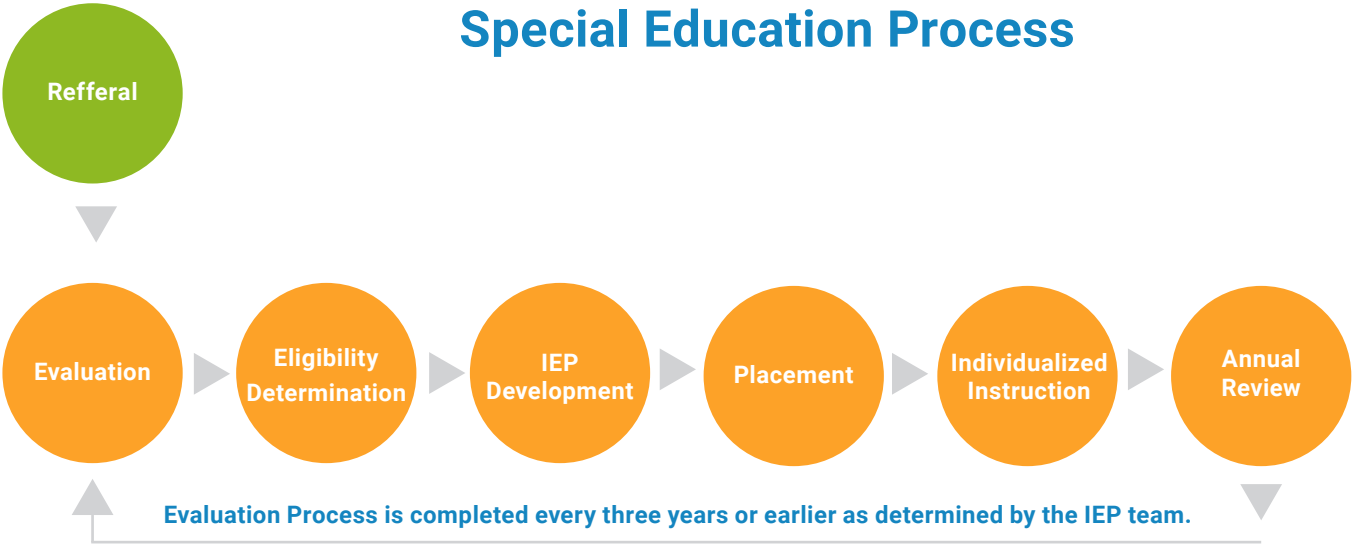 Special Education Process
Refferal
Evaluation
Eligibility
Determination
IEP
Development
Placement
Individualized
Instruction
Annual
Review
Evaluation Process is completed every three years or earlier as determined by the IEP team.